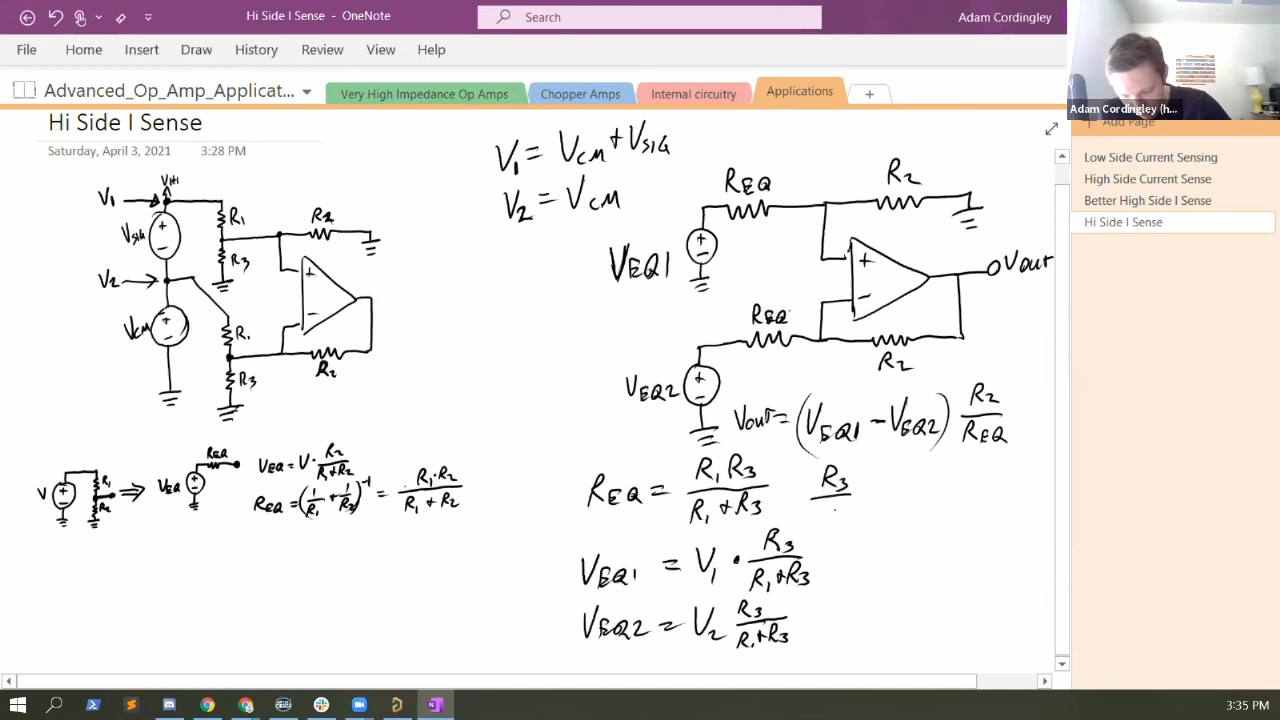 Hi Side I Sense - OneNote
Search
Adam Cordingley
File Home Insert Draw History Review View Help
Advanced_Op_Amp_Applicat...
Very High Impedance Op Amps
Chopper Amps
Internal circuitry
Applications
Adam Cordingley (h...
Add Page
Low Side Current Sensing
High Side Current Sense
Better High Side I Sense
Hi Side I Sense
Hi Side I Sense
Saturday, April 3, 2021 3:28 PM
V1
VSIG
V2
VCM
R1
R3
R2
+
-
R1
R3
R2
V1 = VCM + VSIG
V2 = VCM
REQ
R2
VEQ1
+
-
VOUT
REQ
R2
VEQ2
VOUT = (VEQ1 - VEQ2) R2/REQ
V
R1
R2
⇒
VEQ
REQ
VEQ = V · R2/R1+R2
REQ = (1/R1 + 1/R2)^-1 = R1·R2/R1+R2
REQ = R1R3/R1+R3
R3
VEQ1 = V1 · R3/R1+R3
VEQ2 = V2 R3/R1+R3
3:35 PM